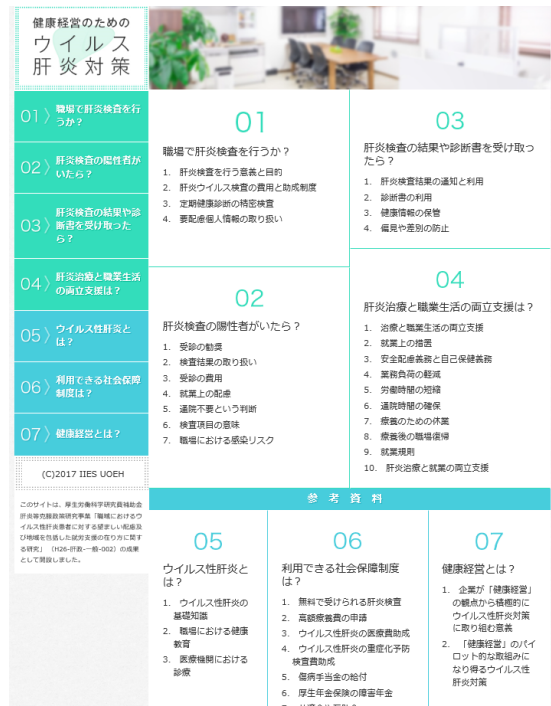 健康経営のための
ウイルス
肝炎対策
01 職場で肝炎検査を行
うか？
02 肝炎検査の陽性者が
いたら？
03 肝炎検査の結果や診
断書を受け取った
ら？
04 肝炎治療と職業生活
の両立支援は？
05 ウイルス性肝炎と
は？
06 利用できる社会保障
制度は？
07 健康経営とは？
(C)2017 IIES UOEH
このサイトは、厚生労働科学研究費補助金
肝炎等克服政策研究事業「職域におけるウ
イルス性肝炎患者に対する望ましい配慮及
び地域を包括した就労支援の在り方に関す
る研究」（H26-肝政-一般-002）の成果
として開設しました。
01
職場で肝炎検査を行うか？
1. 肝炎検査を行う意義と目的
2. 肝炎ウイルス検査の費用と助成制度
3. 定期健康診断の精密検査
4. 要配慮個人情報の取り扱い
02
肝炎検査の陽性者がいたら？
1. 受診の勧奨
2. 検査結果の取り扱い
3. 受診の費用
4. 就業上の配慮
5. 通院不要という判断
6. 検査項目の意味
7. 職場における感染リスク
03
肝炎検査の結果や診断書を受け取っ
たら？
1. 肝炎検査結果の通知と利用
2. 診断書の利用
3. 健康情報の保管
4. 偏見や差別の防止
04
肝炎治療と職業生活の両立支援は？
1. 治療と職業生活の両立支援
2. 就業上の措置
3. 安全配慮義務と自己保健義務
4. 業務負荷の軽減
5. 労働時間の短縮
6. 通院時間の確保
7. 療養のための休業
8. 療養後の職場復帰
9. 就業規則
10. 肝炎治療と就業の両立支援
参考資料
05
ウイルス性肝炎と
は？
1. ウイルス性肝炎の
基礎知識
2. 職場における健康
教育
3. 医療機関における
診療
06
利用できる社会保障制度
は？
1. 無料で受けられる肝炎検査
2. 高額療養費の申請
3. ウイルス性肝炎の医療費助成
4. ウイルス性肝炎の重症化予防
検査費助成
5. 傷病手当金の給付
6. 厚生年金保険の障害年金
07
健康経営とは？
1. 企業が「健康経営」
の観点から積極的に
ウイルス性肝炎対策
に取り組む意義
2. 「健康経営」のパイ
ロット的な取組みに
なり得るウイルス性
肝炎対策